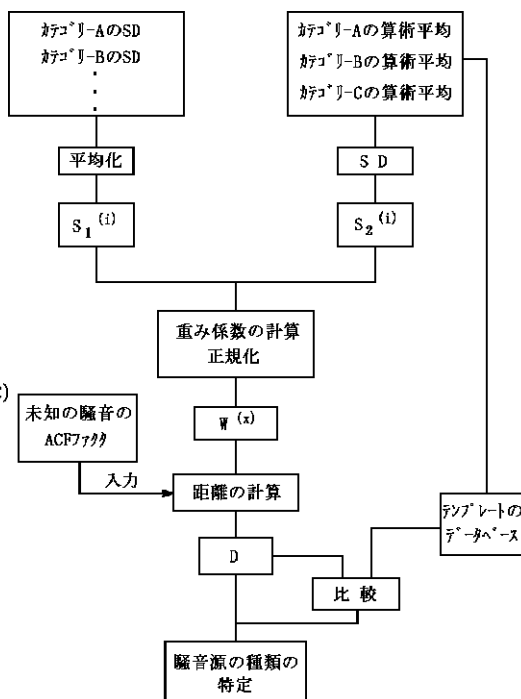 ｶﾃｺﾞﾘｰAのSD
ｶﾃｺﾞﾘｰBのSD
ｶﾃｺﾞﾘｰAの算術平均
ｶﾃｺﾞﾘｰBの算術平均
ｶﾃｺﾞﾘｰCの算術平均
平均化
S D
S₁⁽ⁱ⁾
S₂⁽ⁱ⁾
重み係数の計算
正規化
W⁽ˣ⁾
未知の騒音の
ACFﾌｧｸﾀ
入力
距離の計算
ﾃﾝﾌﾟﾚｰﾄの
ﾃﾞｰﾀﾍﾞｰｽ
D
比 較
騒音源の種類の
特定